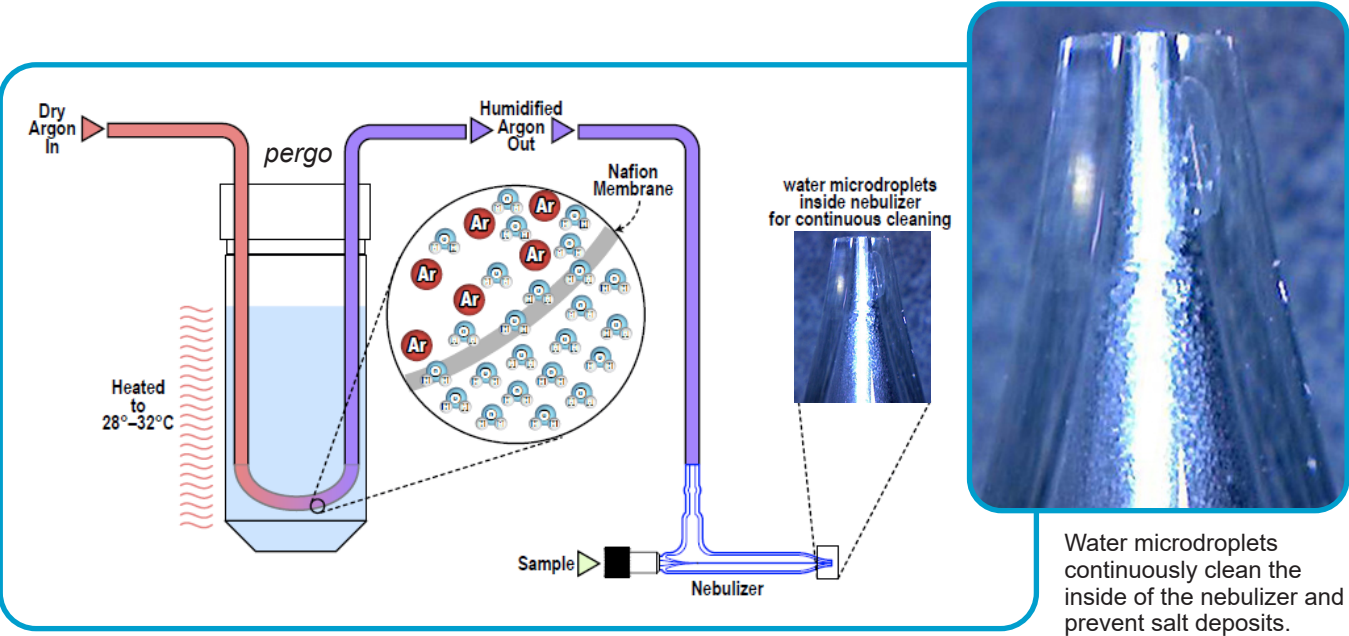 Dry
Argon
In
pergo
Humidified
Argon
Out
Nafion
Membrane
Ar
Ar
Ar
Ar
Ar
Ar
water microdroplets
inside nebulizer
for continuous cleaning
Heated
to
28°–32°C
Sample
Nebulizer
Water microdroplets
continuously clean the
inside of the nebulizer and
prevent salt deposits.